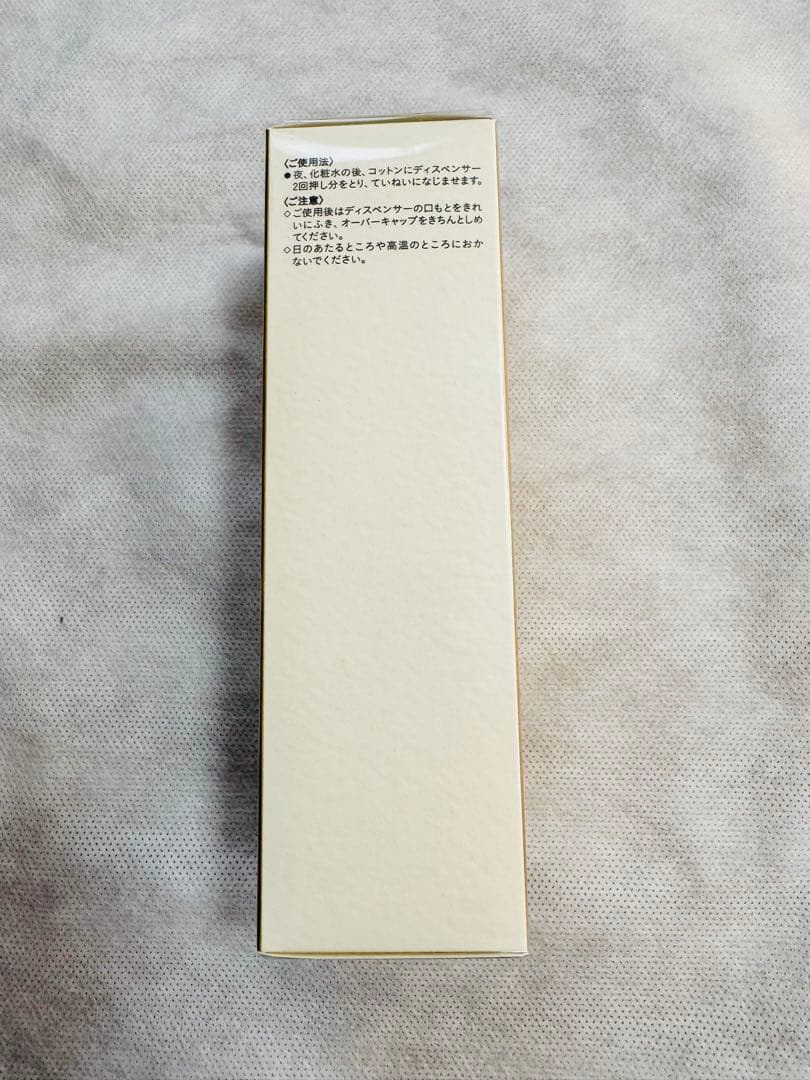 〈ご使用法〉
●夜、化粧水の後、コットンにディスペンサー
2回押し分をとり、ていねいになじませます。
〈ご注意〉
◇ご使用後はディスペンサーの口もとをきれ
いにふき、オーバーキャップをきちんとしめ
てください。
◇日のあたるところや高温のところにおか
ないでください。